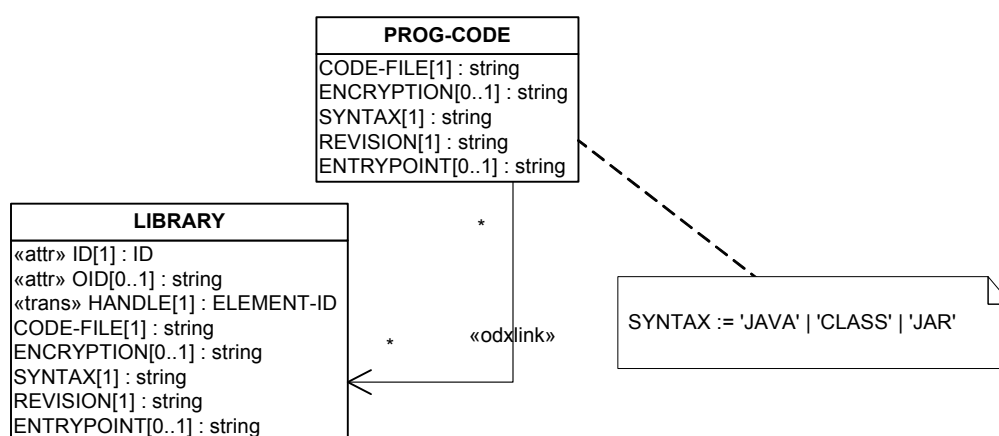 PROG-CODE
CODE-FILE[1] : string
ENCRYPTION[0..1] : string
SYNTAX[1] : string
REVISION[1] : string
ENTRYPOINT[0..1] : string
LIBRARY
«attr» ID[1] : ID
«attr» OID[0..1] : string
«trans» HANDLE[1] : ELEMENT-ID
CODE-FILE[1] : string
ENCRYPTION[0..1] : string
SYNTAX[1] : string
REVISION[1] : string
ENTRYPOINT[0..1] : string
*
*
«odxlink»
SYNTAX := 'JAVA' | 'CLASS' | 'JAR'